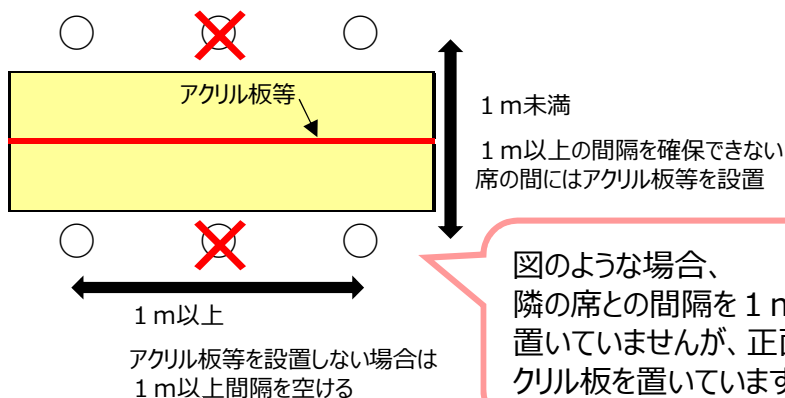 アクリル板等
1m未満
1m以上の間隔を確保できない
席の間にはアクリル板等を設置
1m以上
アクリル板等を設置しない場合は
1m以上間隔を空ける
図のような場合、
隣の席との間隔を1
置いていませんが、正
クリル板を置いています